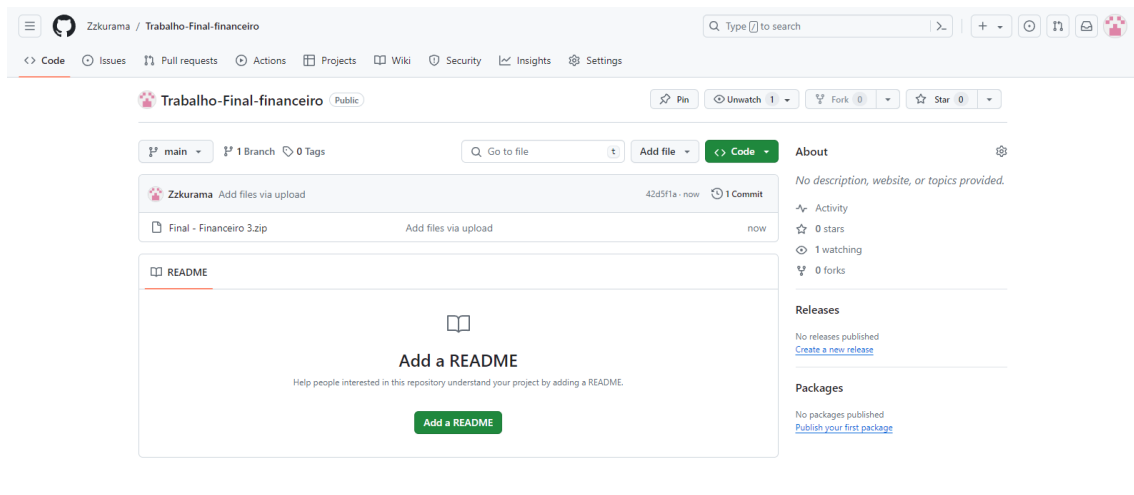 Zzkurama / Trabalho-Final-financeiro
Type / to search
Code Issues Pull requests Actions Projects Wiki Security Insights Settings
Trabalho-Final-financeiro Public
Pin Unwatch 1 Fork 0 Star 0
main 1 Branch 0 Tags Go to file t Add file Code
About
No description, website, or topics provided.
Zzkurama Add files via upload 42d5f1a · now 1 Commit
Final - Financeiro 3.zip Add files via upload now
Activity
0 stars
1 watching
0 forks
README
Add a README
Help people interested in this repository understand your project by adding a README.
Add a README
Releases
No releases published
Create a new release
Packages
No packages published
Publish your first package